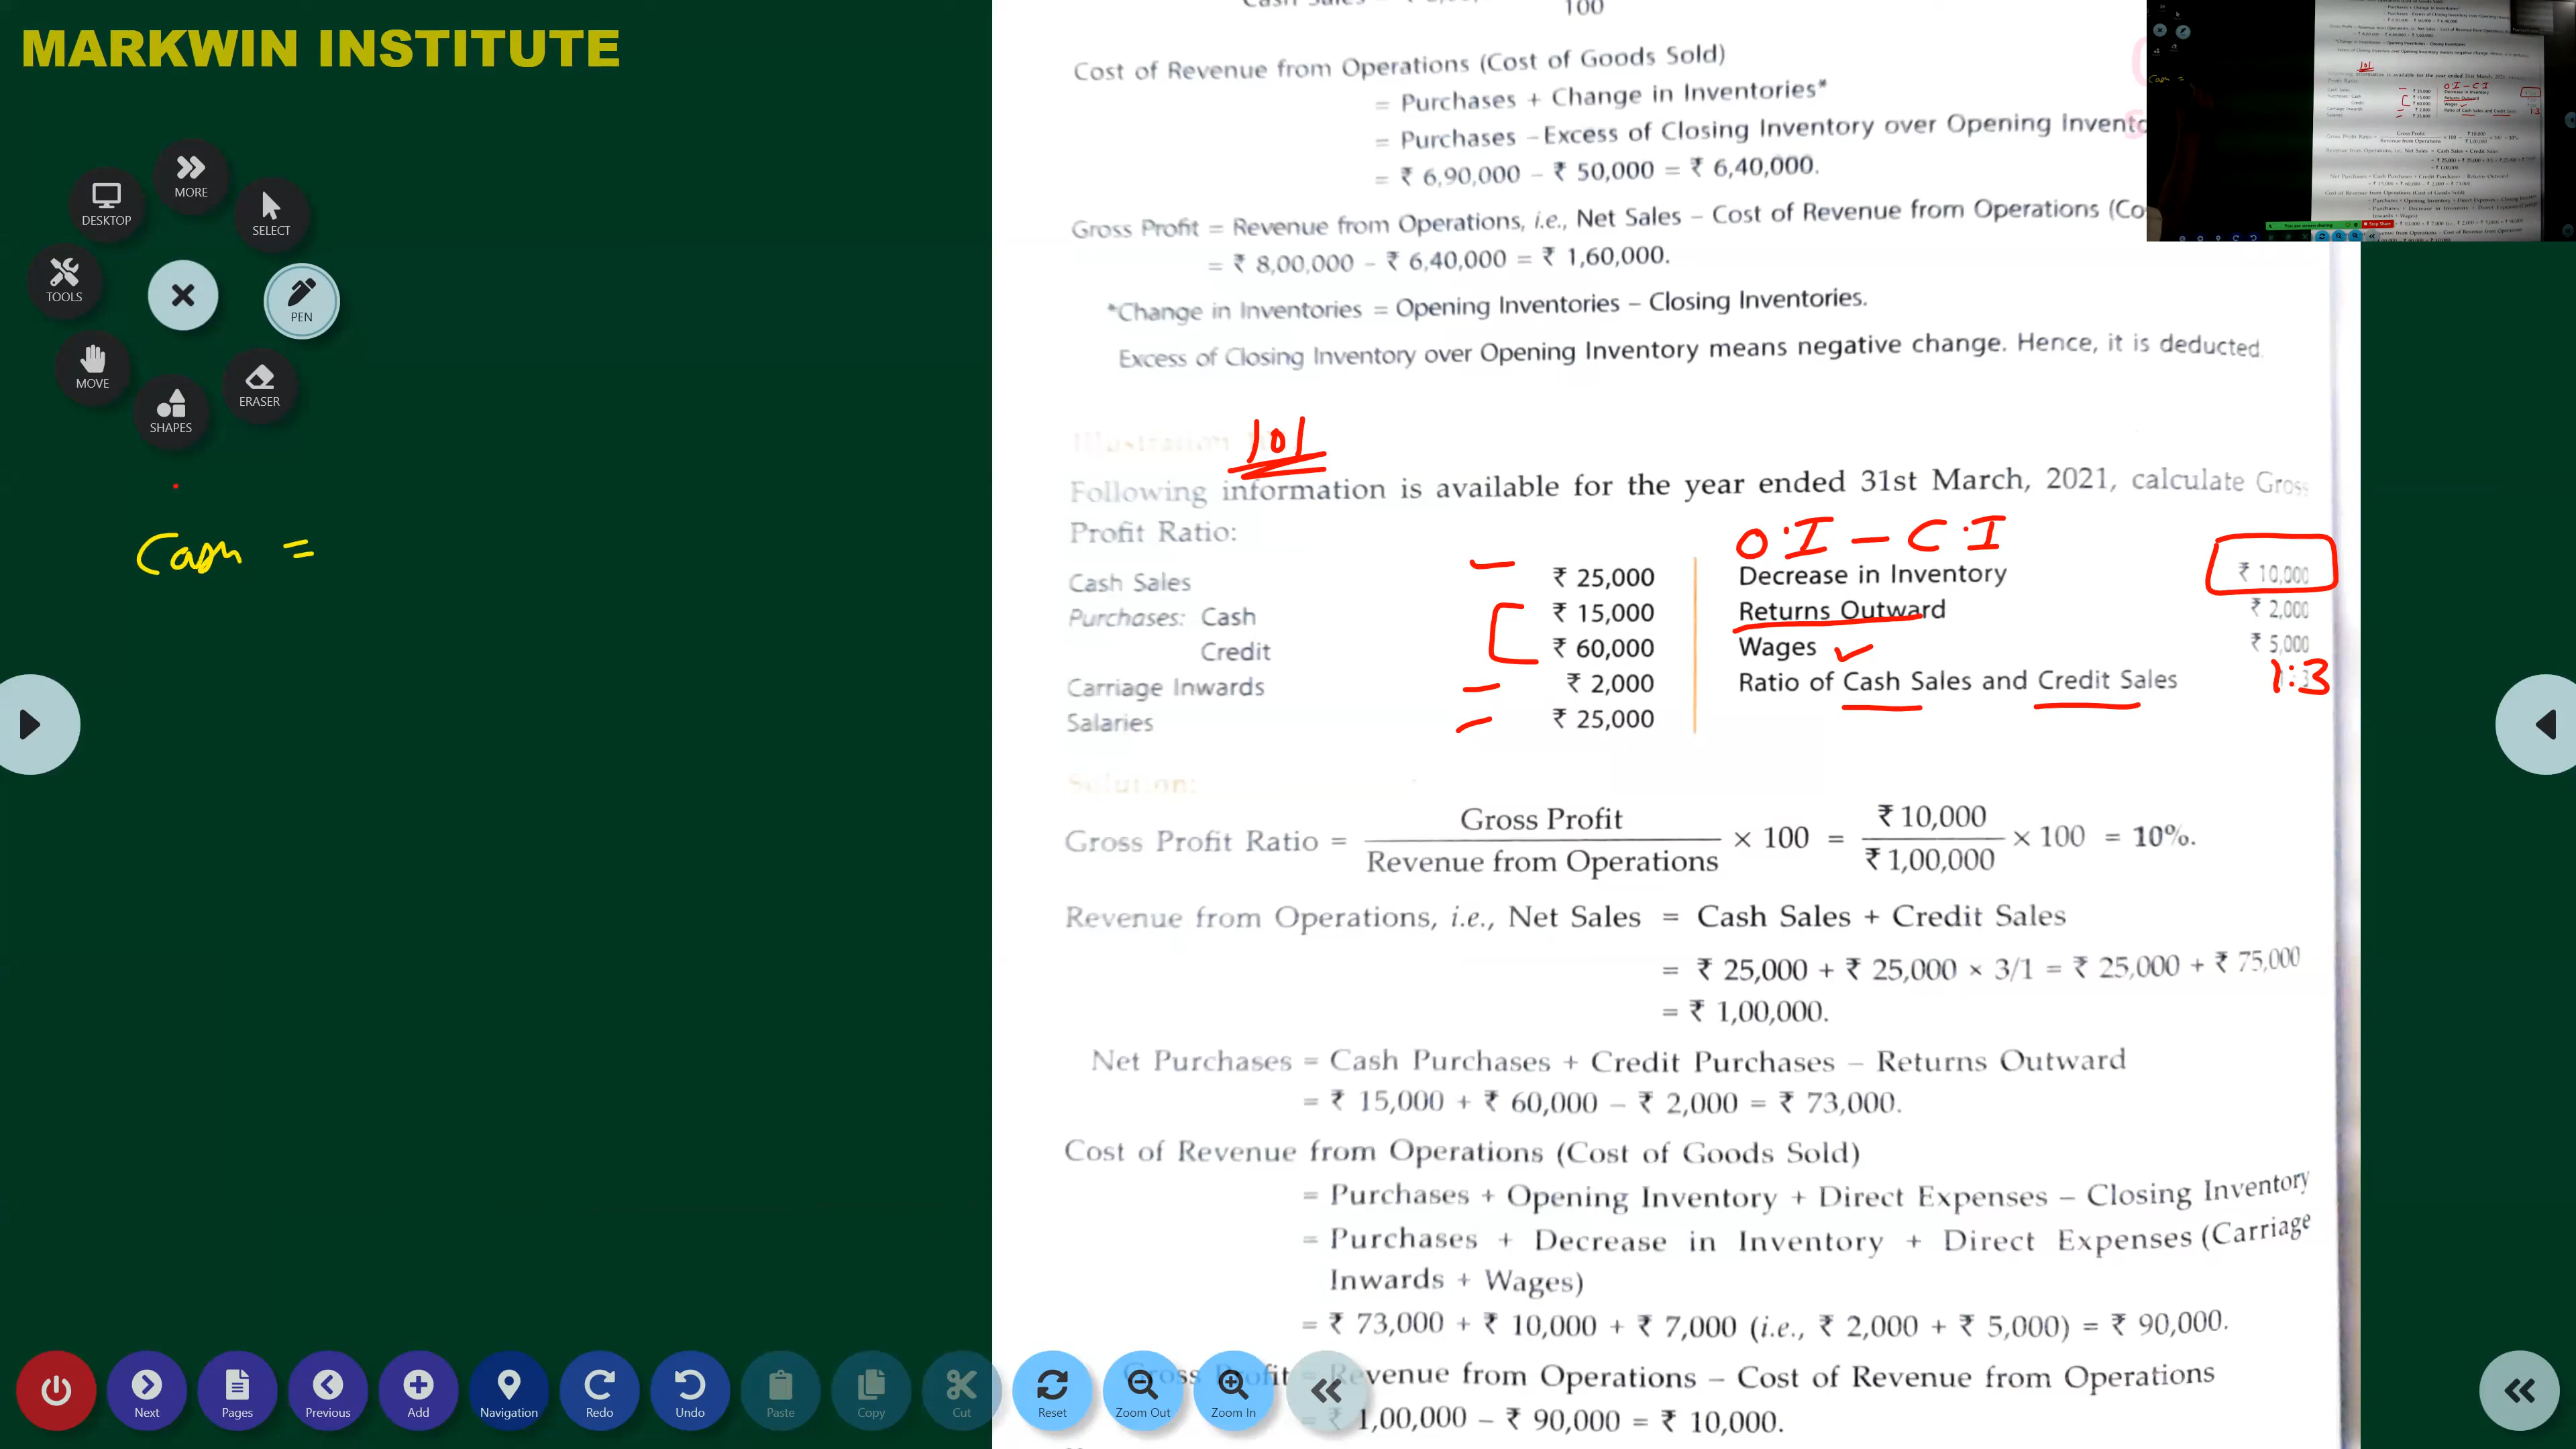 MARKWIN INSTITUTE
MORE
DESKTOP
SELECT
TOOLS
PEN
MOVE
ERASER
SHAPES
Cash =
100
Cost of Revenue from Operations (Cost of Goods Sold)
= Purchases + Change in Inventories*
= Purchases – Excess of Closing Inventory over Opening Invento
= ₹ 6,90,000 – ₹ 50,000 = ₹ 6,40,000.
Gross Profit = Revenue from Operations, i.e., Net Sales – Cost of Revenue from Operations (Co
= ₹ 8,00,000 – ₹ 6,40,000 = ₹ 1,60,000.
*Change in Inventories = Opening Inventories – Closing Inventories.
Excess of Closing Inventory over Opening Inventory means negative change. Hence, it is deducted.
Illustration 101
Following information is available for the year ended 31st March, 2021, calculate Gross
Profit Ratio:
O.I – C.I
Cash Sales ₹ 25,000 Decrease in Inventory ₹ 10,000
Purchases: Cash ₹ 15,000 Returns Outward ₹ 2,000
Credit ₹ 60,000 Wages ₹ 5,000
Carriage Inwards ₹ 2,000 Ratio of Cash Sales and Credit Sales 1:3
Salaries ₹ 25,000
Solution:
Gross Profit Ratio = Gross Profit / Revenue from Operations × 100 = ₹ 10,000 / ₹ 1,00,000 × 100 = 10%.
Revenue from Operations, i.e., Net Sales = Cash Sales + Credit Sales
= ₹ 25,000 + ₹ 25,000 × 3/1 = ₹ 25,000 + ₹ 75,000
= ₹ 1,00,000.
Net Purchases = Cash Purchases + Credit Purchases – Returns Outward
= ₹ 15,000 + ₹ 60,000 – ₹ 2,000 = ₹ 73,000.
Cost of Revenue from Operations (Cost of Goods Sold)
= Purchases + Opening Inventory + Direct Expenses – Closing Inventory
= Purchases + Decrease in Inventory + Direct Expenses (Carriage
Inwards + Wages)
= ₹ 73,000 + ₹ 10,000 + ₹ 7,000 (i.e., ₹ 2,000 + ₹ 5,000) = ₹ 90,000.
Gross Profit = Revenue from Operations – Cost of Revenue from Operations
= ₹ 1,00,000 – ₹ 90,000 = ₹ 10,000.
Next
Pages
Previous
Add
Navigation
Redo
Undo
Paste
Copy
Cut
Reset
Zoom Out
Zoom In